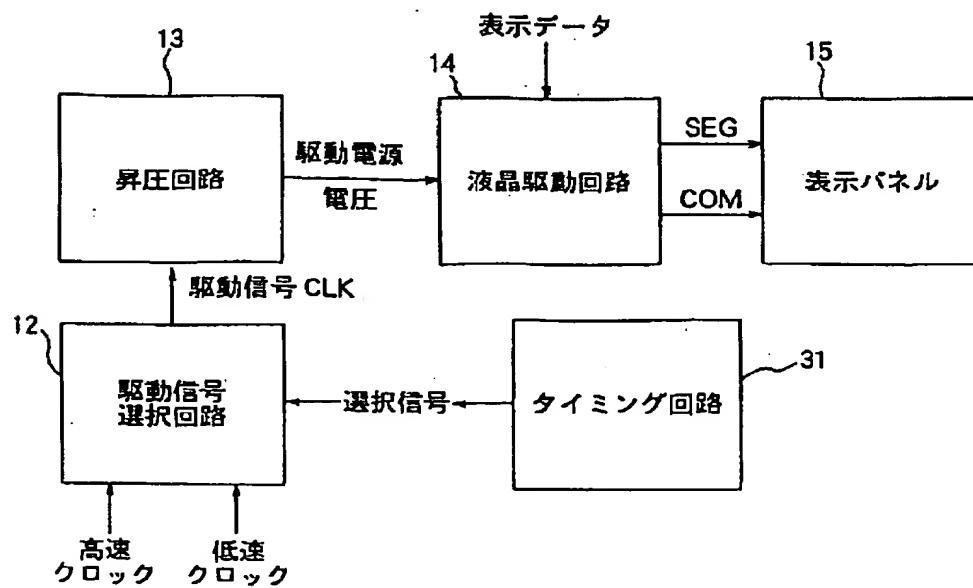 表示データ
13
14
15
昇圧回路
駆動電源
電圧
液晶駆動回路
SEG
COM
表示パネル
駆動信号 CLK
12
駆動信号
選択回路
選択信号
タイミング回路
31
高速
クロック
低速
クロック